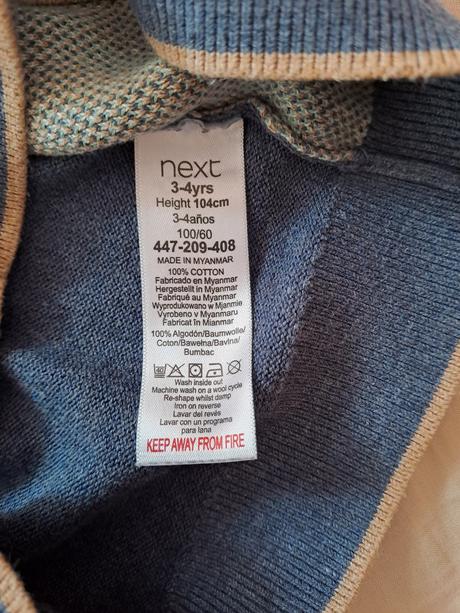 next
3-4yrs
Height 104cm
3-4años
100/60
447-209-408
MADE IN MYANMAR
100% COTTON
Fabricado en Myanmar
Hergestellt in Myanmar
Fabriqué au Myanmar
Wyprodukowano w Mjanmie
Vyrobeno v Myanmaru
Fabricat în Mianmar
100% Algodón/Baumwolle/
Coton/Bawełna/Bavlna/
Bumbac
40
Wash inside out
Machine wash on a wool cycle
Re-shape whilst damp
Iron on reverse
Lavar del revés
Lavar con un programa
para lana
KEEP AWAY FROM FIRE